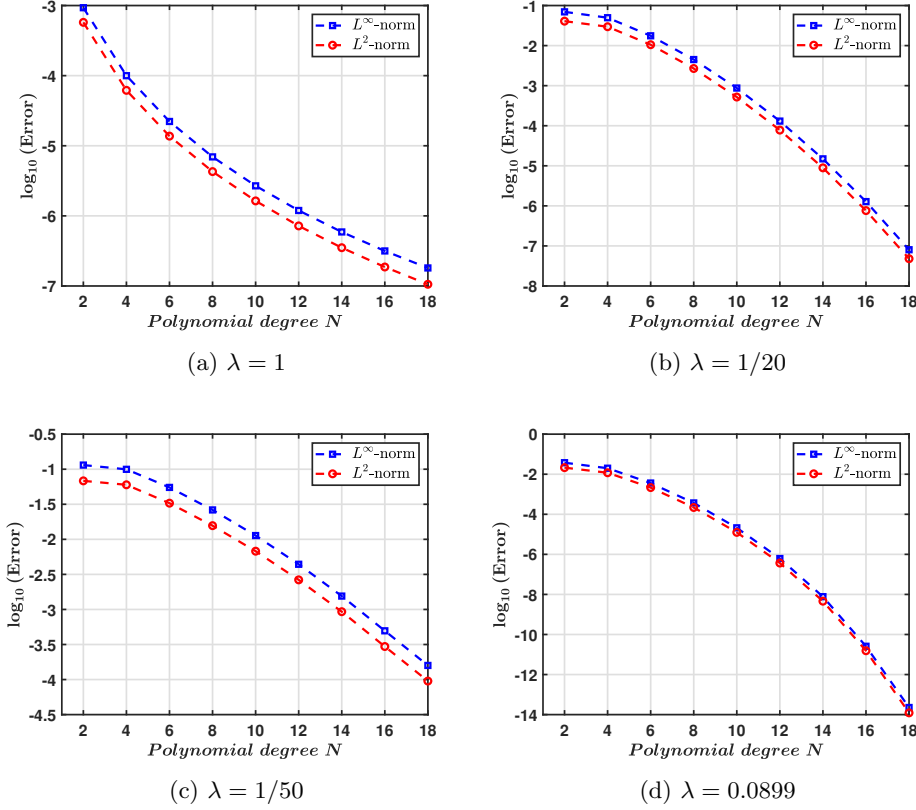 -3
-4
-5
-6
-7
log₁₀ (Error)
L∞-norm
L²-norm
2 4 6 8 10 12 14 16 18
Polynomial degree N
(a) λ = 1
-1
-2
-3
-4
-5
-6
-7
-8
log₁₀ (Error)
L∞-norm
L²-norm
2 4 6 8 10 12 14 16 18
Polynomial degree N
(b) λ = 1/20
-0.5
-1
-1.5
-2
-2.5
-3
-3.5
-4
-4.5
log₁₀ (Error)
L∞-norm
L²-norm
2 4 6 8 10 12 14 16 18
Polynomial degree N
(c) λ = 1/50
0
-2
-4
-6
-8
-10
-12
-14
log₁₀ (Error)
L∞-norm
L²-norm
2 4 6 8 10 12 14 16 18
Polynomial degree N
(d) λ = 0.0899